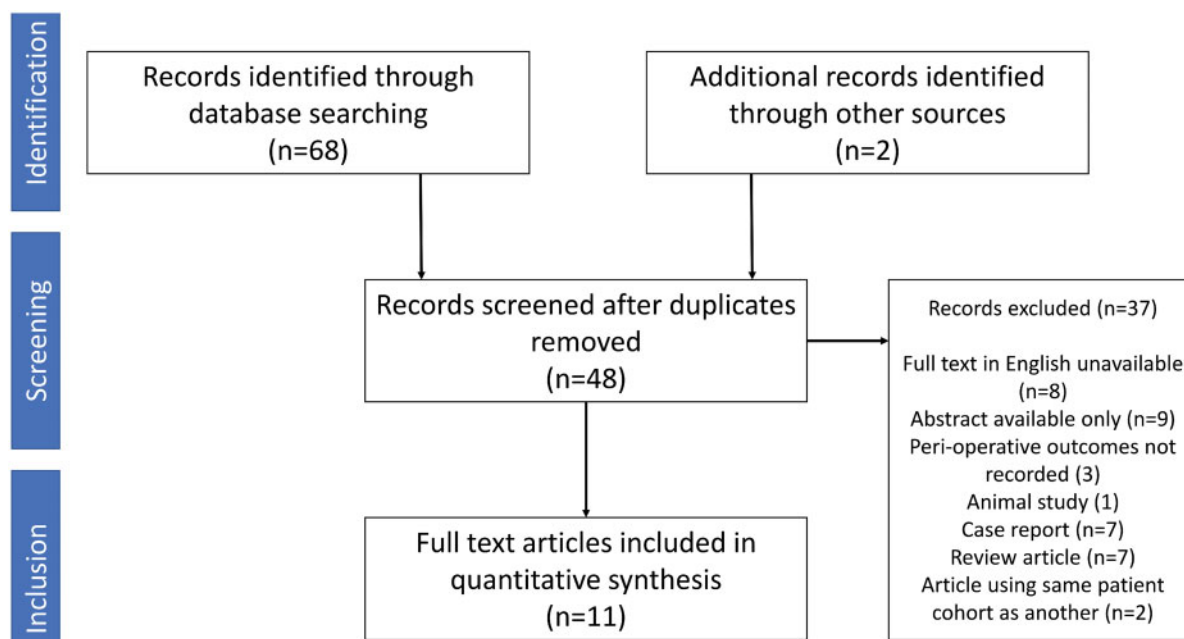 Identification
Records identified through
database searching
(n=68)
Additional records identified
through other sources
(n=2)
Screening
Records screened after duplicates
removed
(n=48)
Records excluded (n=37)
Full text in English unavailable
(n=8)
Abstract available only (n=9)
Peri-operative outcomes not
recorded (3)
Animal study (1)
Case report (n=7)
Review article (n=7)
Article using same patient
cohort as another (n=2)
Inclusion
Full text articles included in
quantitative synthesis
(n=11)